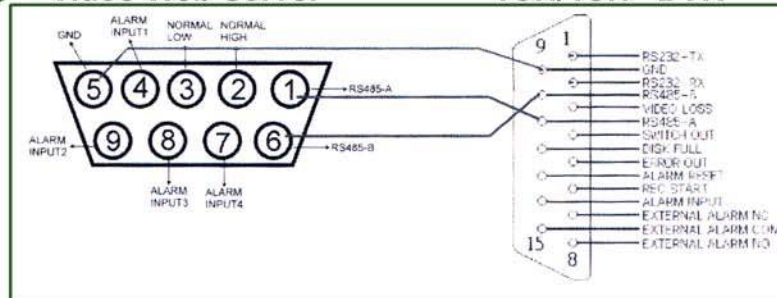 GND
ALARM
INPUT1
NORMAL
LOW
NORMAL
HIGH
5
4
3
2
1
RS485-A
9
8
7
6
RS485-B
ALARM
INPUT2
ALARM
INPUT3
ALARM
INPUT4
9
1
15
8
RS232-TX
GND
RS232-RX
RS485-B
VIDEO LOSS
RS485-A
SWITCH OUT
DISK FULL
ERROR OUT
ALARM RESET
REC START
ALARM INPUT
EXTERNAL ALARM NC
EXTERNAL ALARM COM
EXTERNAL ALARM NO